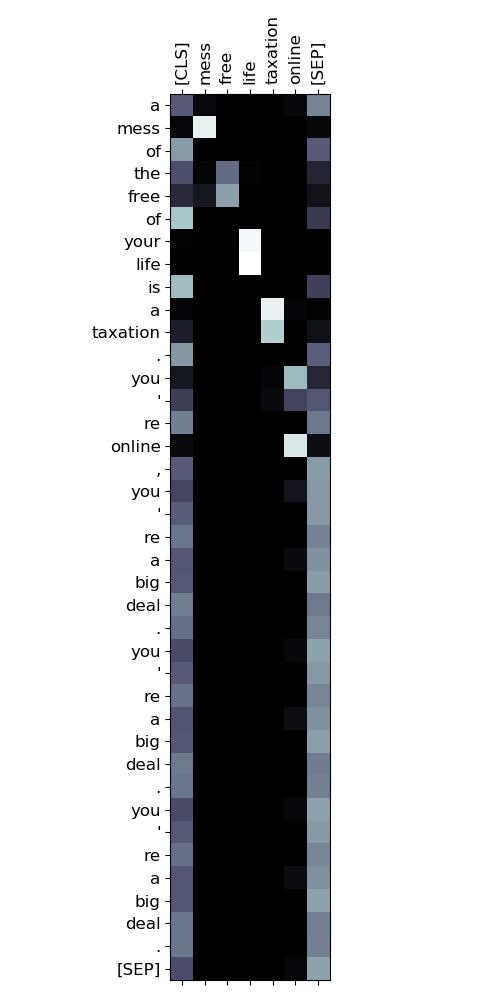 [CLS] mess free life taxation online [SEP]
a
mess
of
the
free
of
your
life
is
a
taxation
.
you
'
re
online
,
you
'
re
a
big
deal
.
you
'
re
a
big
deal
.
you
'
re
a
big
deal
.
[SEP]